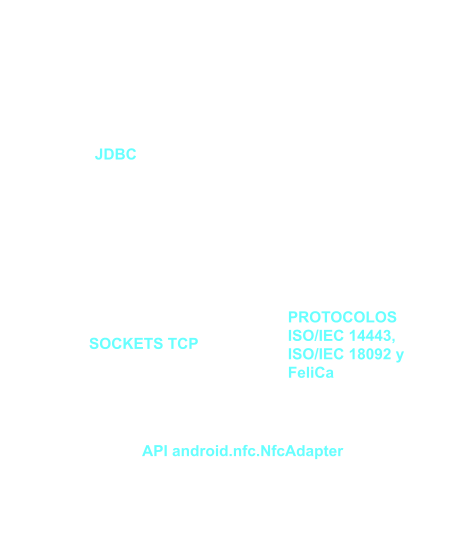 JDBC
PROTOCOLOS
ISO/IEC 14443,
SOCKETS TCP
ISO/IEC 18092 y
FeliCa
API android.nfc.NfcAdapter